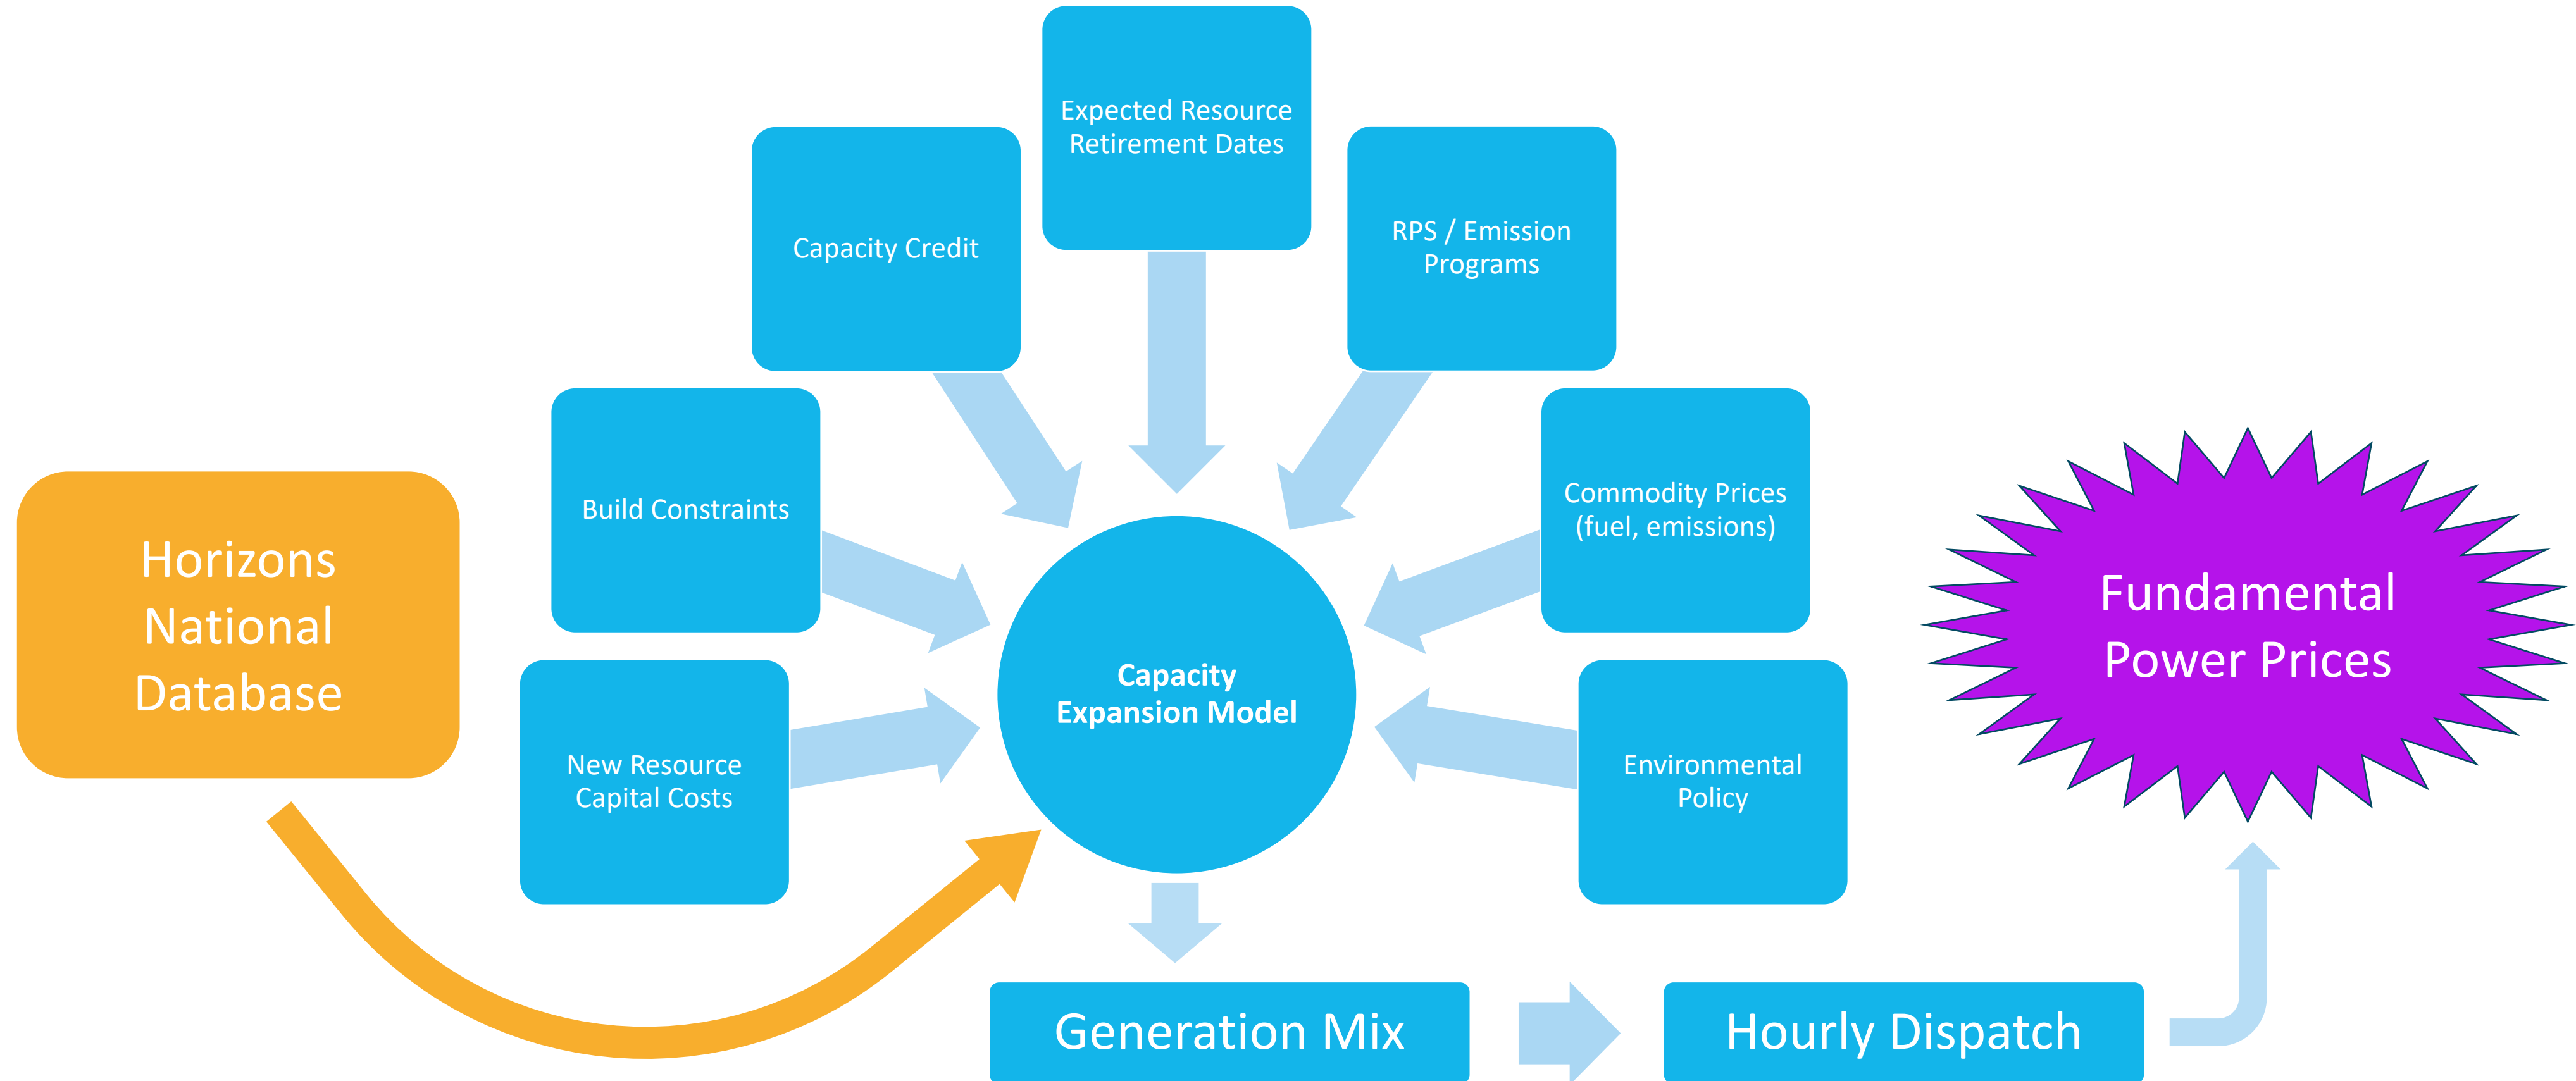 Expected Resource
Retirement Dates
Capacity Credit
RPS / Emission
Programs
Build Constraints
Commodity Prices
(fuel, emissions)
Horizons
National
Database
Fundamental
Power Prices
Capacity
Expansion Model
New Resource
Capital Costs
Environmental
Policy
Generation Mix
Hourly Dispatch